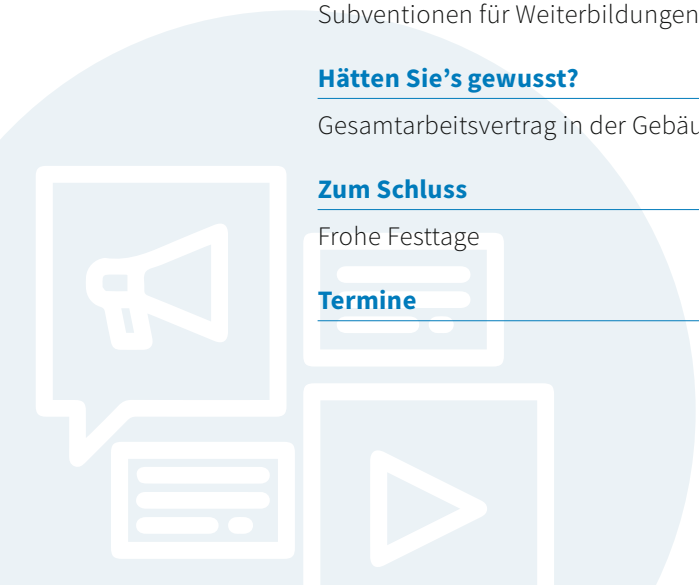 Subventionen für Weiterbildungen
Hätten Sie’s gewusst?
Gesamtarbeitsvertrag in der
Zum Schluss
Frohe Festtage
Termine